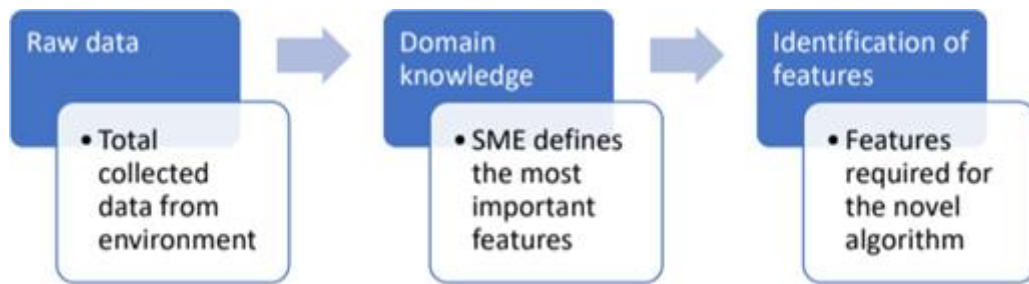 Raw data
• Total
collected
data from
environment
Domain
knowledge
• SME defines
the most
important
features
Identification of
features
• Features
required for
the novel
algorithm